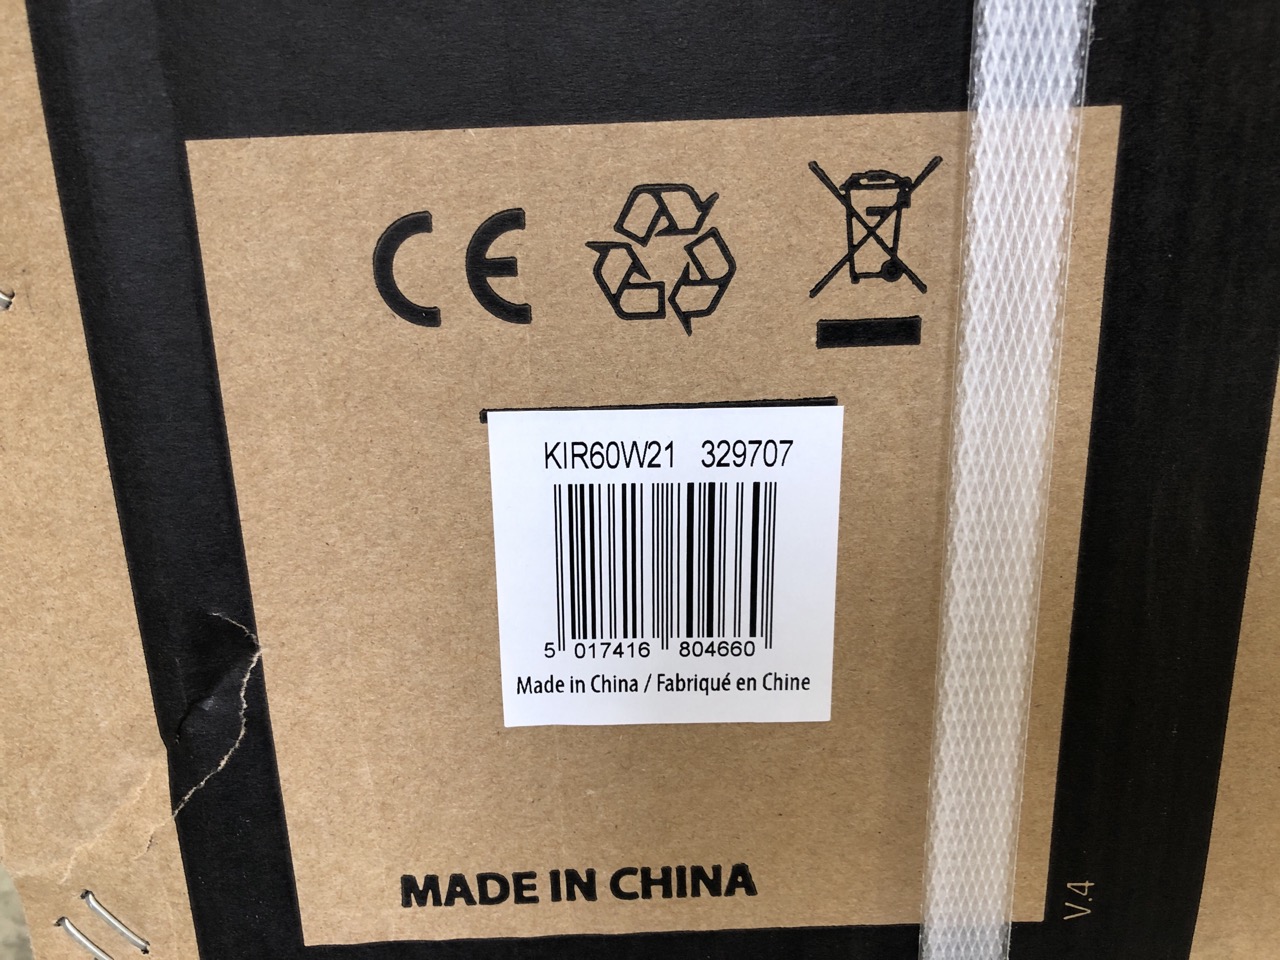 CE
KIR60W21 329707
5 017416 804660
Made in China / Fabriqué en Chine
MADE IN CHINA
V.4